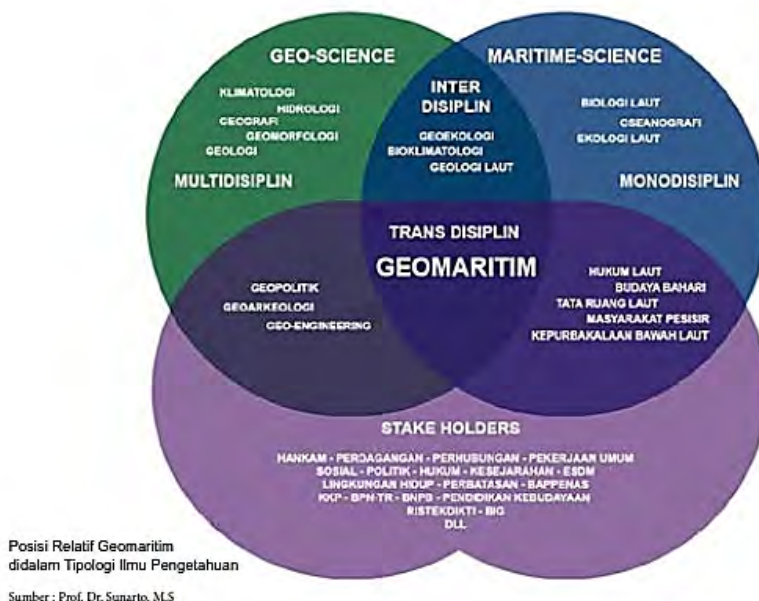 GEO-SCIENCE
KLIMATOLOGI
HIDROLOGI
GEOGRAFI
GEOMORFOLOGI
GEOLOGI
MULTIDISIPLIN
INTER
DISIPLIN
GEOEKOLOGI
BIOKLIMATOLOGI
GEOLOGI LAUT
MARITIME-SCIENCE
BIOLOGI LAUT
OSEANOGRAFI
EKOLOGI LAUT
MONODISIPLIN
TRANS DISIPLIN
GEOMARITIM
GEOPOLITIK
GEOARKEOLOGI
GEO-ENGINEERING
HUKUM LAUT
BUDAYA BAHARI
TATA RUANG LAUT
MASYARAKAT PESISIR
KEPURBAKALAAN BAWAH LAUT
STAKE HOLDERS
HANKAM - PERDAGANGAN - PERHUBUNGAN - PEKERJAAN UMUM
SOSIAL - POLITIK - HUKUM - KESEJARAHAN - ESDM
LINGKUNGAN HIDUP - PERBATASAN - BAPPENAS
KKP - BPN-TR - BNPB - PENDIDIKAN KEBUDAYAAN
RISTEKDIKTI - BIG
DLL
Posisi Relatif Geomaritim
didalam Tipologi Ilmu Pengetahuan
Sumber : Prof. Dr. Sunarto, M.S